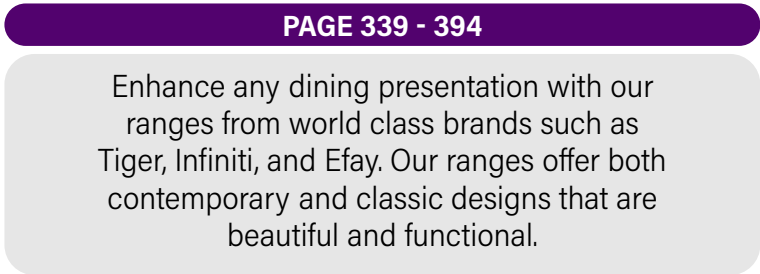 PAGE 339 - 394
Enhance any dining presentation with our
ranges from world class brands such as
Tiger, Infiniti, and Efay. Our ranges offer both
contemporary and classic designs that are
beautiful and functional.